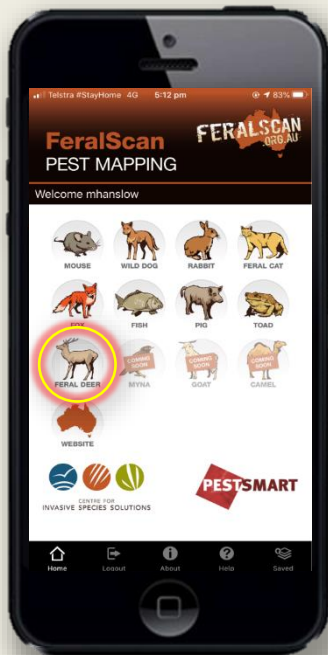 Telstra #StayHome 4G 5:12 pm 83%
FeralScan
PEST MAPPING
FERALSCAN
.ORG.AU
Welcome mhanslow
MOUSE WILD DOG RABBIT FERAL CAT
FOX FISH PIG TOAD
COMING SOON COMING SOON COMING SOON
FERAL DEER MYNA GOAT CAMEL
WEBSITE
CENTRE FOR
INVASIVE SPECIES SOLUTIONS
PESTSMART
Home Logout About Help Saved